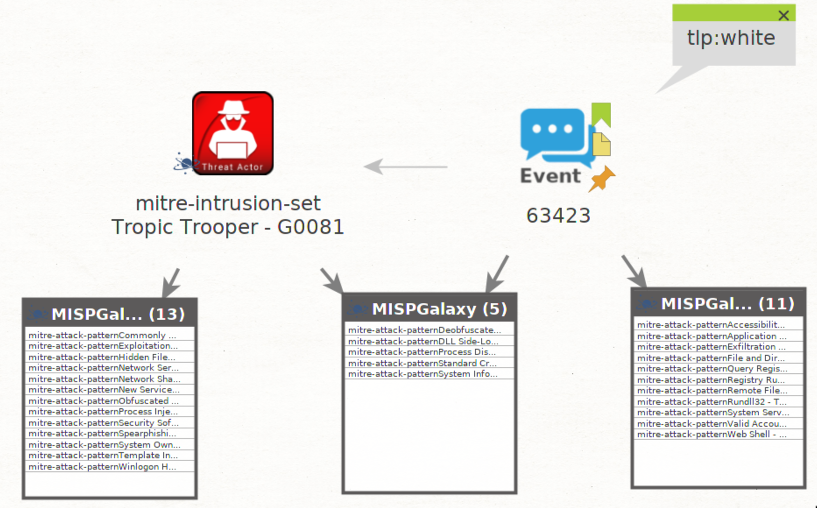 tlp:white
Threat Actor
mitre-intrusion-set
Tropic Trooper - G0081
Event
63423
MISPGal... (13)
mitre-attack-patternCommonly ...
mitre-attack-patternExploitation...
mitre-attack-patternHidden File...
mitre-attack-patternNetwork Ser...
mitre-attack-patternNetwork Sha...
mitre-attack-patternNew Service...
mitre-attack-patternObfuscated ...
mitre-attack-patternProcess Inje...
mitre-attack-patternSecurity Sof...
mitre-attack-patternSpearphishi...
mitre-attack-patternSystem Own...
mitre-attack-patternTemplate In...
mitre-attack-patternWinlogon H...
MISPGalaxy (5)
mitre-attack-patternDeobfuscate...
mitre-attack-patternDLL Side-Lo...
mitre-attack-patternProcess Dis...
mitre-attack-patternStandard Cr...
mitre-attack-patternSystem Info...
MISPGal... (11)
mitre-attack-patternAccessibilit...
mitre-attack-patternApplication ...
mitre-attack-patternExfiltration ...
mitre-attack-patternFile and Dir...
mitre-attack-patternQuery Regis...
mitre-attack-patternRegistry Ru...
mitre-attack-patternRemote File...
mitre-attack-patternRundll32 - T...
mitre-attack-patternSystem Serv...
mitre-attack-patternValid Accou...
mitre-attack-patternWeb Shell - ...